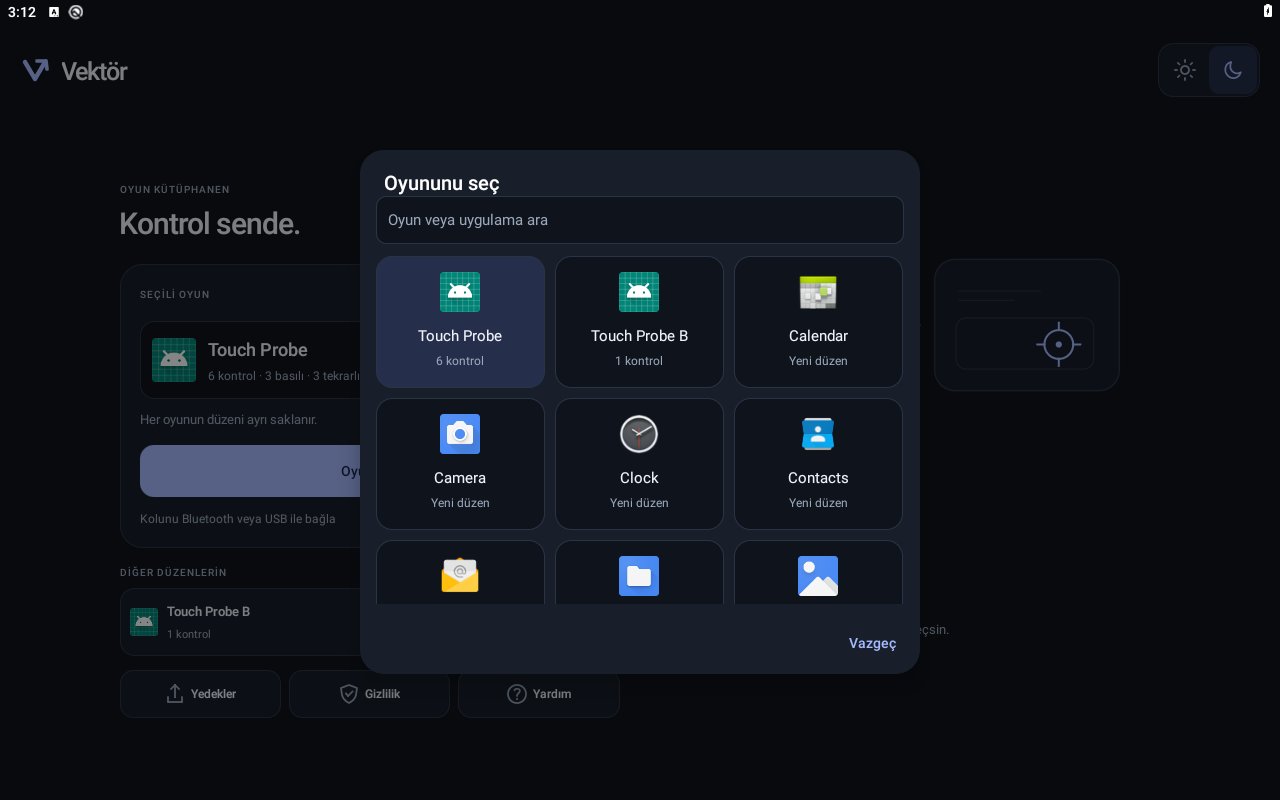 3:12
Vektör
OYUN KÜTÜPHANEN
Kontrol sende.
SEÇİLİ OYUN
Touch Probe
6 kontrol · 3 basılı · 3 tekrarlı
Her oyunun düzeni ayrı saklanır.
Oy
Kolunu Bluetooth veya USB ile bağla
DİĞER DÜZENLERİN
Touch Probe B
1 kontrol
Yedekler
Gizlilik
Yardım
Oyununu seç
Oyun veya uygulama ara
Touch Probe
6 kontrol
Touch Probe B
1 kontrol
Calendar
Yeni düzen
Camera
Yeni düzen
Clock
Yeni düzen
Contacts
Yeni düzen
Vazgeç
eçsin.